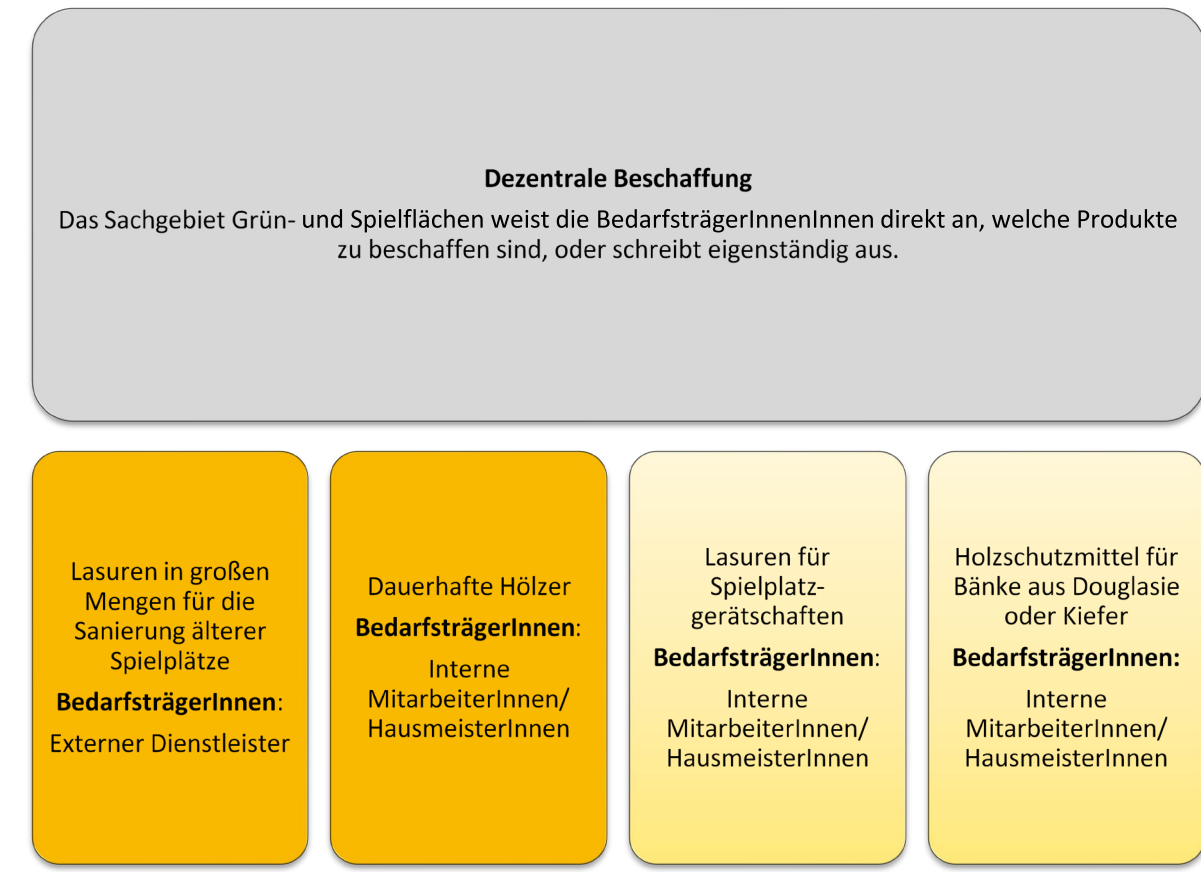 Dezentrale Beschaffung
Das Sachgebiet Grün- und Spielflächen weist die BedarfsträgerInnenInnen direkt an, welche Produkte
zu beschaffen sind, oder schreibt eigenständig aus.
Lasuren in großen
Mengen für die
Sanierung älterer
Spielplätze
BedarfsträgerInnen:
Externer Dienstleister
Dauerhafte Hölzer
BedarfsträgerInnen:
Interne
MitarbeiterInnen/
HausmeisterInnen
Lasuren für
Spielplatz-
gerätschaften
BedarfsträgerInnen:
Interne
MitarbeiterInnen/
HausmeisterInnen
Holzschutzmittel für
Bänke aus Douglasie
oder Kiefer
BedarfsträgerInnen:
Interne
MitarbeiterInnen/
HausmeisterInnen